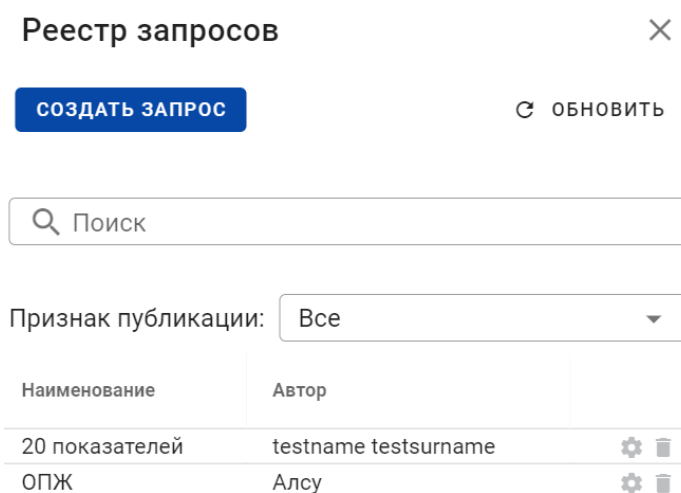 Реестр запросов
СОЗДАТЬ ЗАПРОС ОБНОВИТЬ
Поиск
Признак публикации: Все
Наименование Автор
20 показателей testname testsurname
ОПЖ Алсу